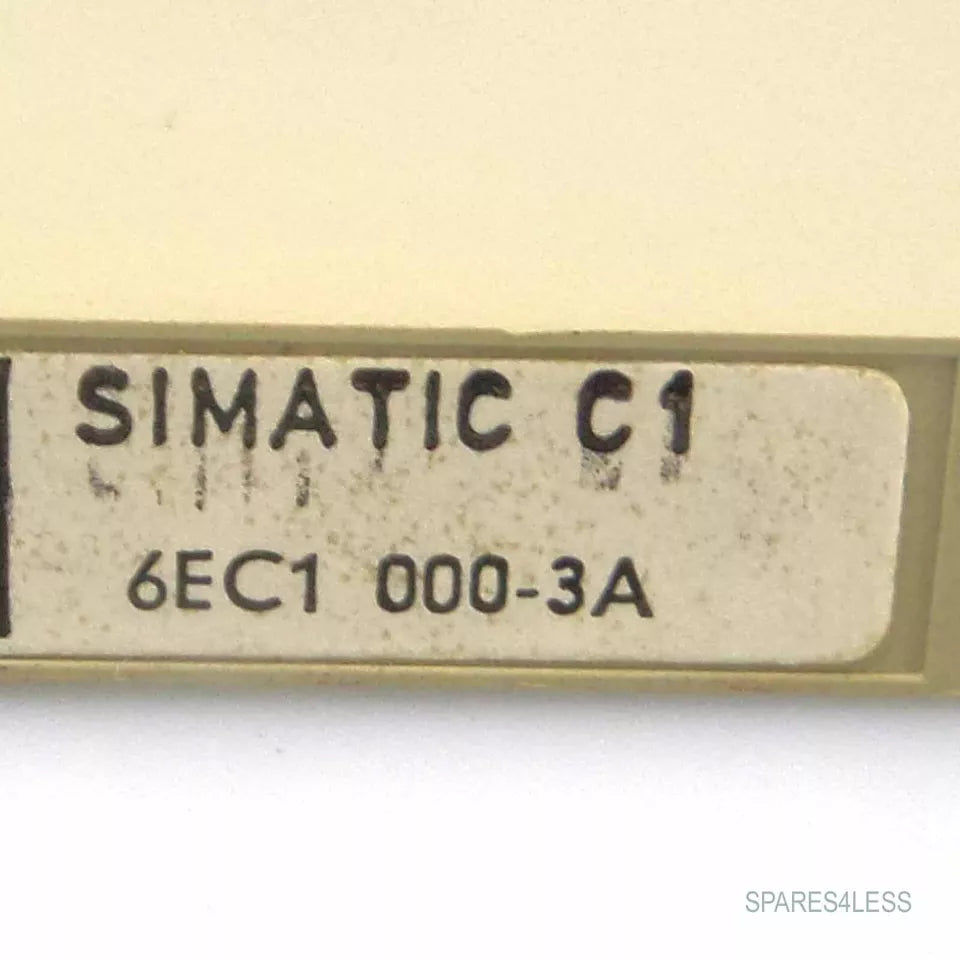 SIMATIC C1
6EC1 000-3A
SPARES4LESS